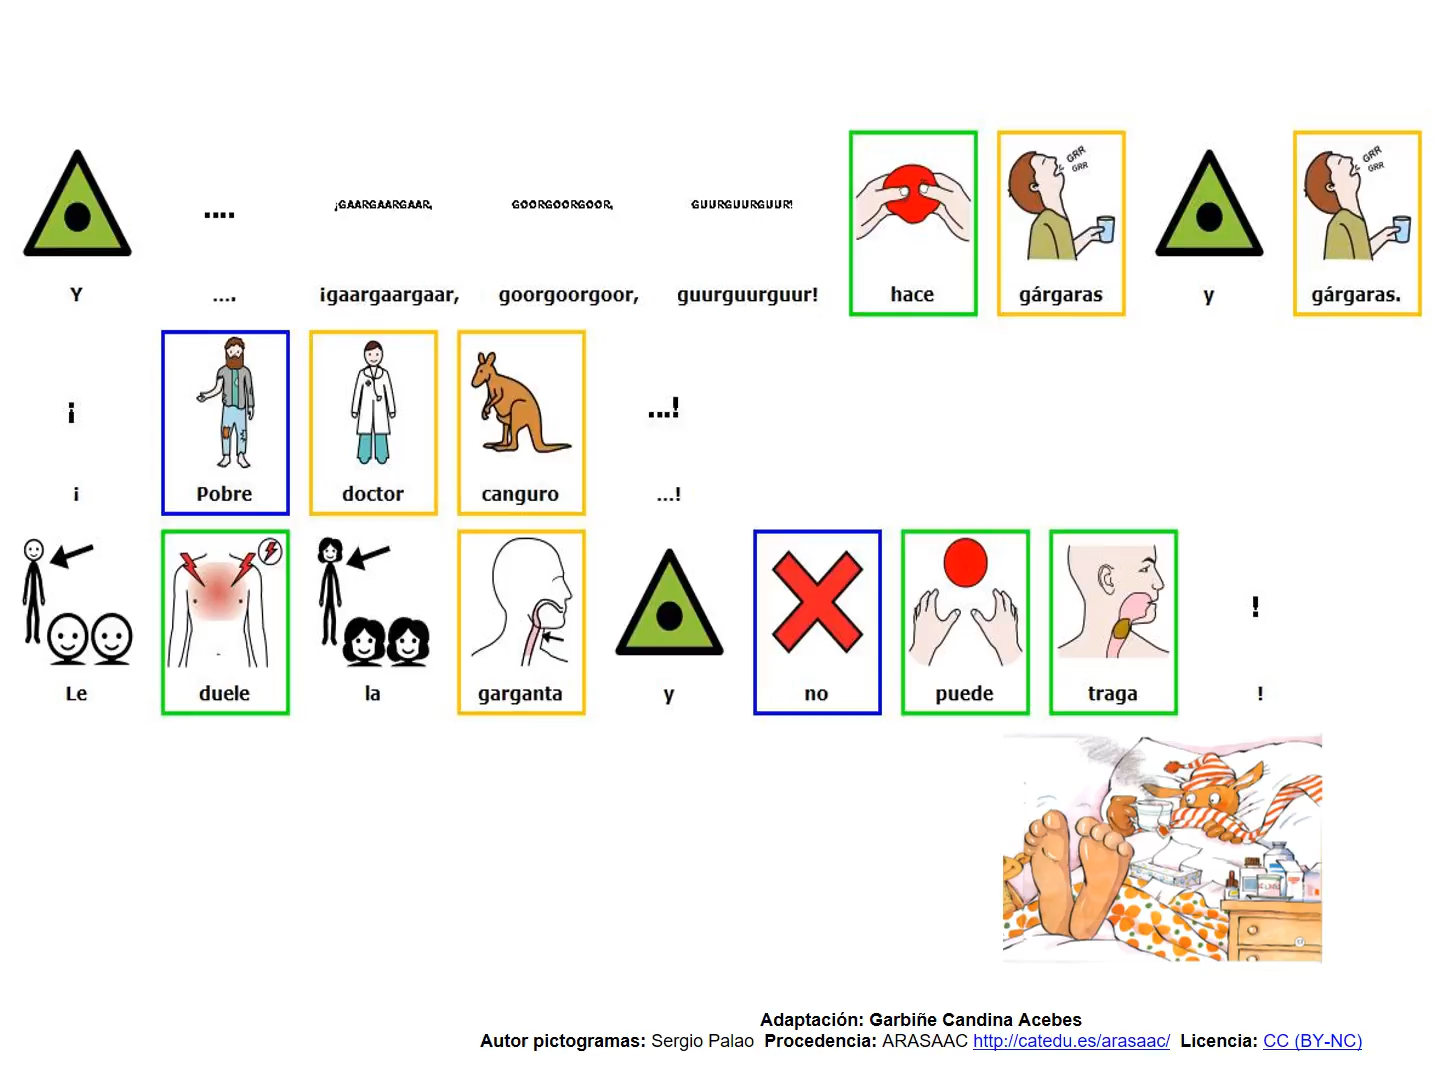 ¡GAARGAARGAAR, GOORGOORGOOR, GUURGUURGUUR! GRR GRR GRR GRR
Y .... ¡gaargaargaar, goorgoorgoor, guurguurguur! hace gárgaras y gárgaras.
¡ ...!
¡ Pobre doctor canguro ...!
!
Le duele la garganta y no puede traga !
Adaptación: Garbiñe Candina Acebes
Autor pictogramas: Sergio Palao Procedencia: ARASAAC http://catedu.es/arasaac/ Licencia: CC (BY-NC)